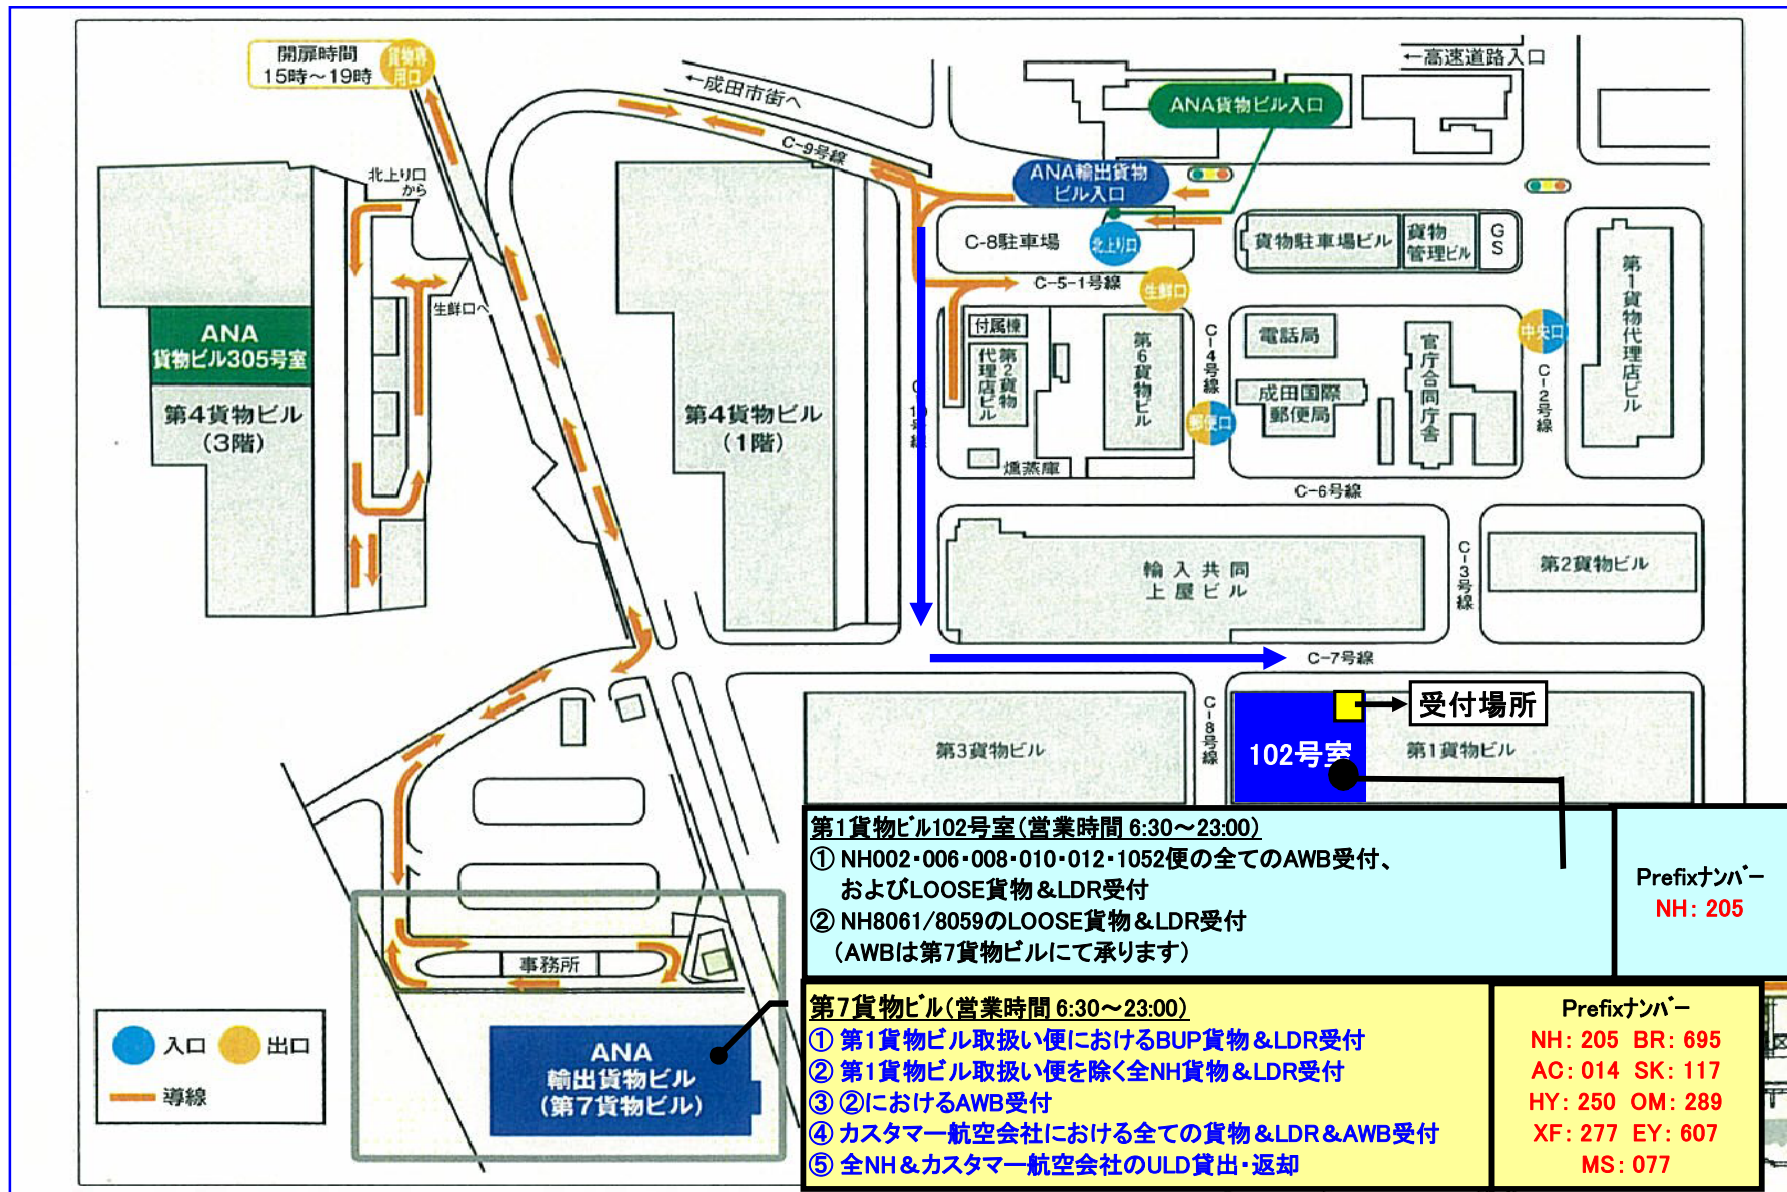 開扉時間
15時～19時
貨物専
用口
←成田市街へ
←高速道路入口
ANA貨物ビル入口
C-9号線
ANA輸出貨物
ビル入口
北上り口
から
C-8駐車場
北上り口
貨物駐車場ビル
貨物
管理ビル
GS
第1貨物代理店ビル
C-5-1号線
生鮮口
生鮮口へ
ANA
貨物ビル305号室
第4貨物ビル
(3階)
第4貨物ビル
(1階)
付属棟
第2貨物
代理店ビル
第6貨物ビル
C-4号線
電話局
官庁合同庁舎
中央口
C-2号線
成田国際
郵便局
郵便口
燻蒸庫
C-6号線
輸入共同
上屋ビル
C-3号線
第2貨物ビル
C-7号線
第3貨物ビル
C-8号線
102号室
受付場所
第1貨物ビル
事務所
入口 出口
導線
ANA
輸出貨物ビル
(第7貨物ビル)
第1貨物ﾋﾞﾙ102号室(営業時間 6:30～23:00)
① NH002・006・008・010・012・1052便の全てのAWB受付、
およびLOOSE貨物＆LDR受付
② NH8061/8059のLOOSE貨物＆LDR受付
(AWBは第7貨物ビルにて承ります)
Prefixﾅﾝﾊﾞｰ
NH: 205
第7貨物ビル(営業時間 6:30～23:00)
① 第1貨物ビル取扱い便におけるBUP貨物＆LDR受付
② 第1貨物ビル取扱い便を除く全NH貨物＆LDR受付
③ ②におけるAWB受付
④ カスタマー航空会社における全ての貨物＆LDR＆AWB受付
⑤ 全NH＆カスタマー航空会社のULD貸出・返却
Prefixﾅﾝﾊﾞｰ
NH: 205 BR: 695
AC: 014 SK: 117
HY: 250 OM: 289
XF: 277 EY: 607
MS: 077